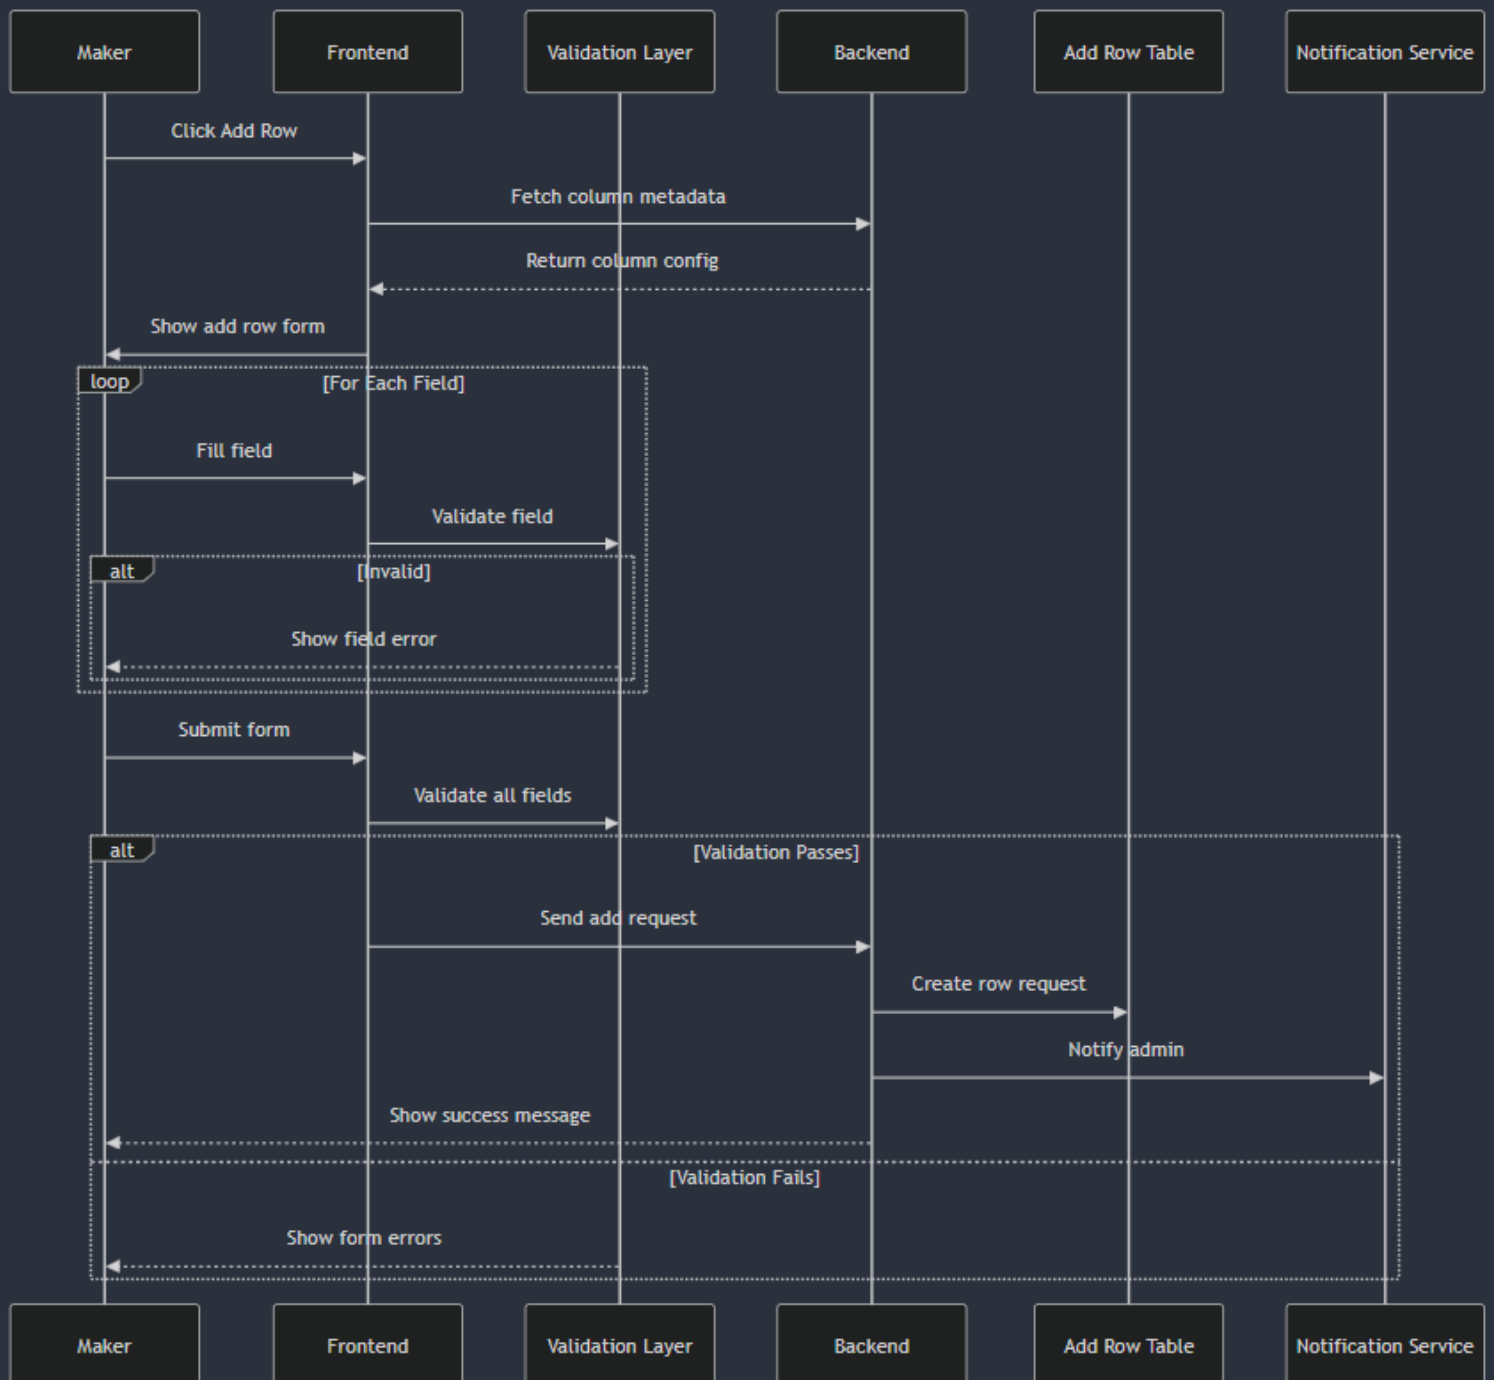 Maker
Frontend
Validation Layer
Backend
Add Row Table
Notification Service
Click Add Row
Fetch column metadata
Return column config
Show add row form
loop
[For Each Field]
Fill field
Validate field
alt
[Invalid]
Show field error
Submit form
Validate all fields
alt
[Validation Passes]
Send add request
Create row request
Notify admin
Show success message
[Validation Fails]
Show form errors
Maker
Frontend
Validation Layer
Backend
Add Row Table
Notification Service